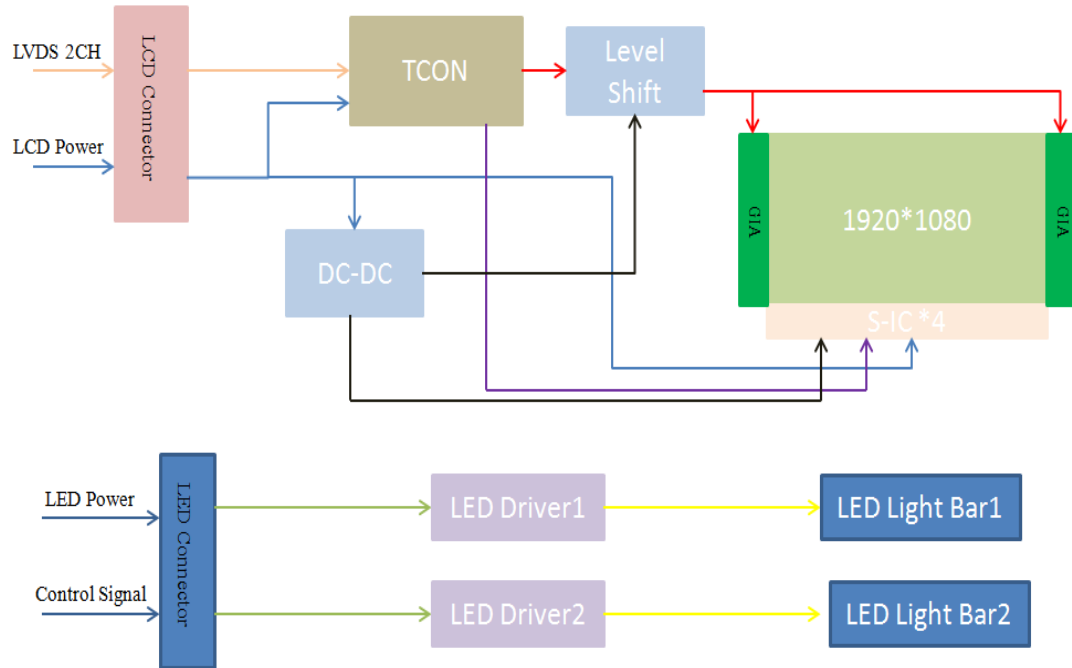 LVDS 2CH
LCD Power
LCD Connector
TCON
Level
Shift
DC-DC
GIA
1920*1080
GIA
S-IC *4
LED Power
Control Signal
LED Connector
LED Driver1
LED Light Bar1
LED Driver2
LED Light Bar2